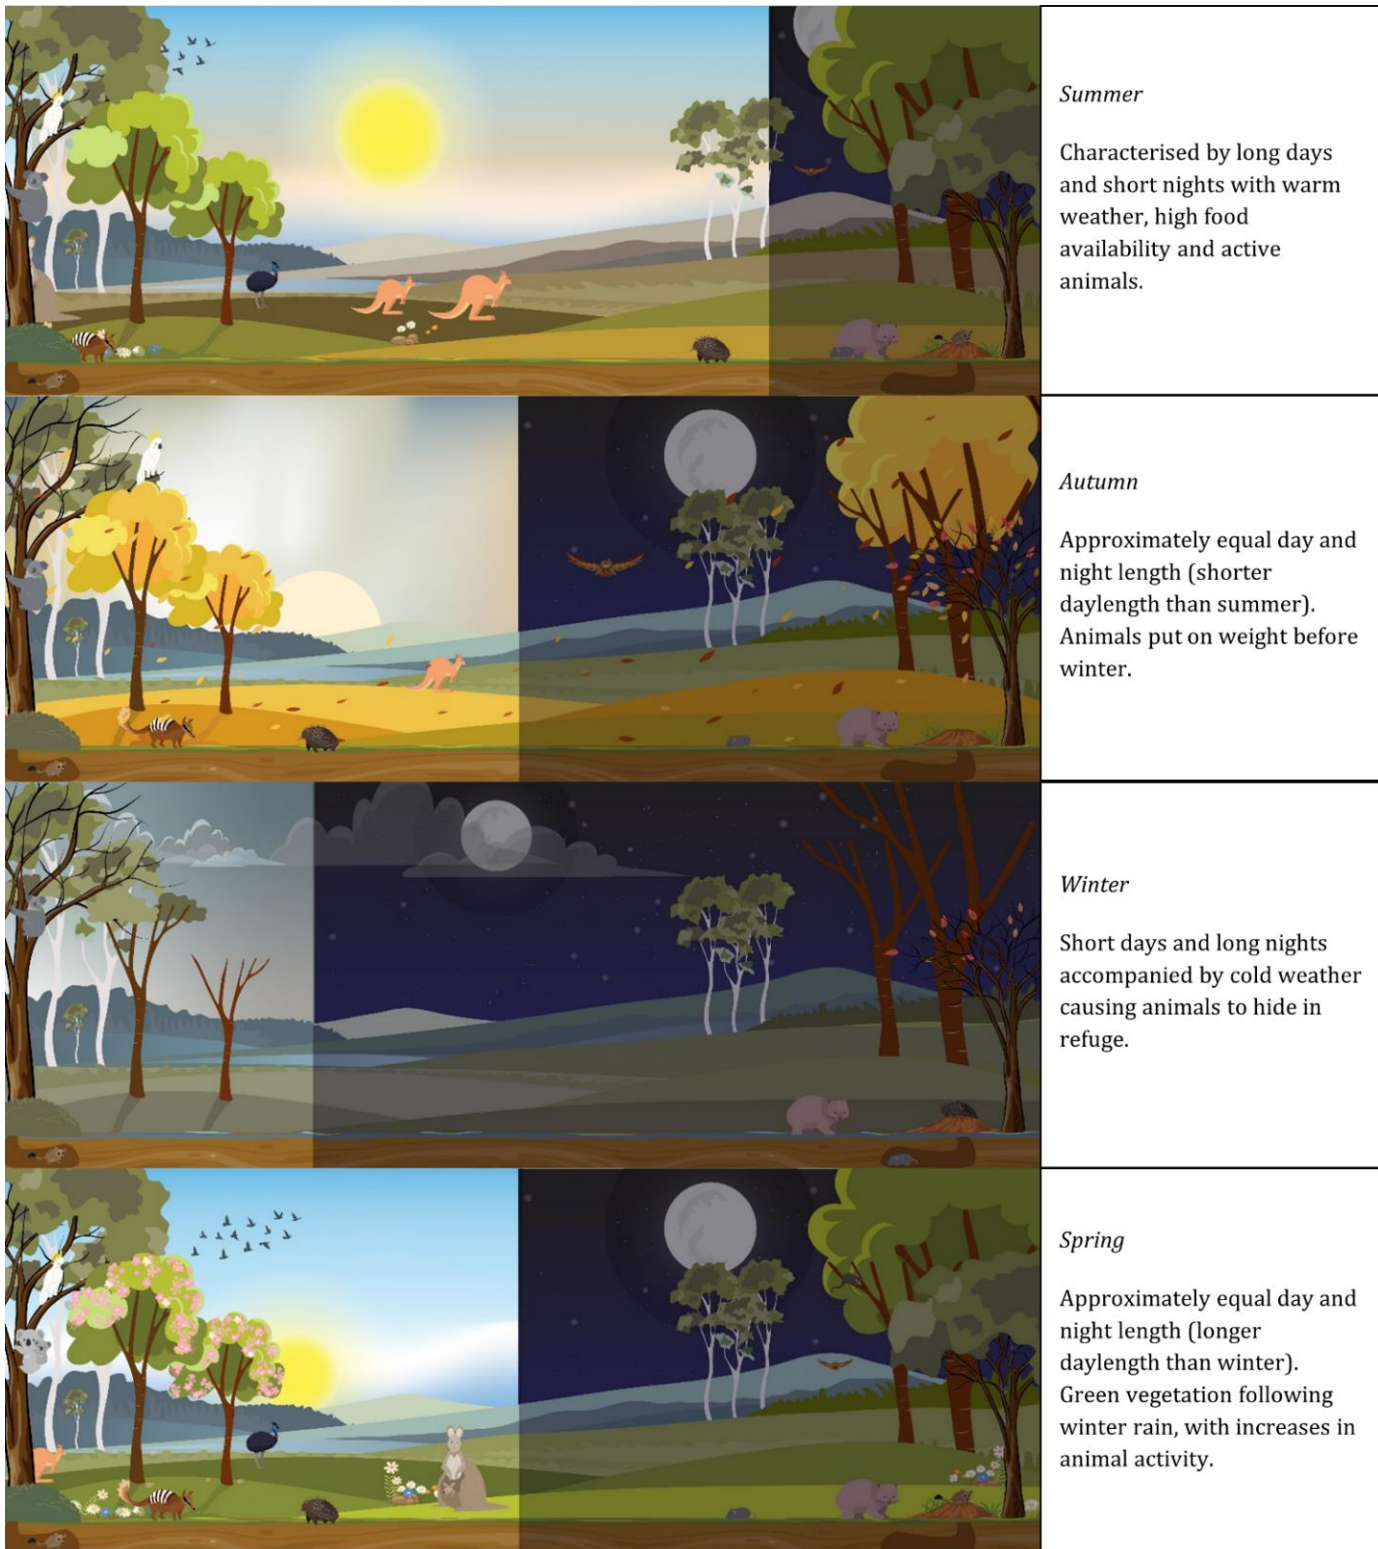 Summer
Characterised by long days
and short nights with warm
weather, high food
availability and active
animals.
Autumn
Approximately equal day and
night length (shorter
daylength than summer).
Animals put on weight before
winter.
Winter
Short days and long nights
accompanied by cold weather
causing animals to hide in
refuge.
Spring
Approximately equal day and
night length (longer
daylength than winter).
Green vegetation following
winter rain, with increases in
animal activity.